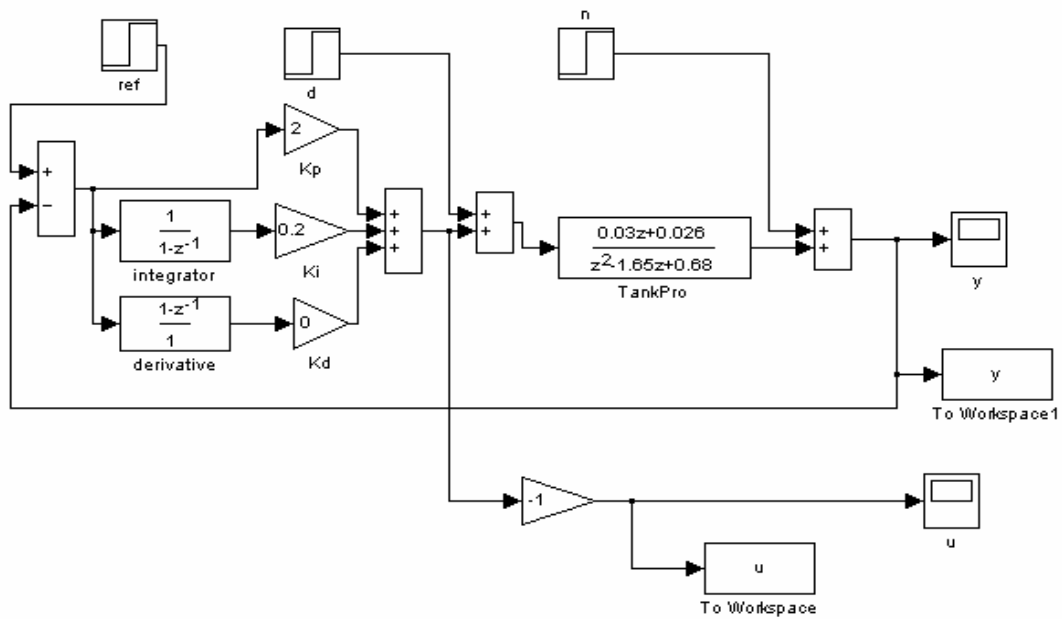 n
ref
d
2
Kp
+
−
+
+
+
+
+
+
+
1
1-z-1
integrator
0.2
Ki
0.03z+0.026
z2-1.65z+0.68
TankPro
y
1-z-1
1
derivative
0
Kd
y
To Workspace1
-1
u
u
To Workspace